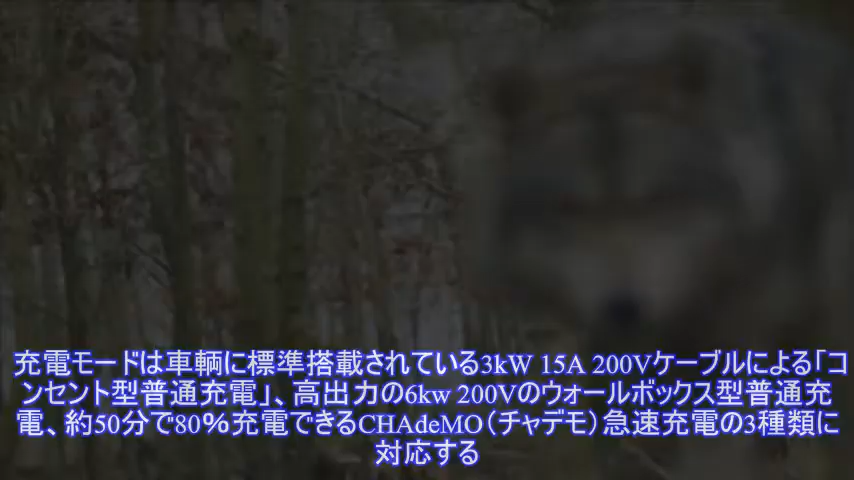 充電モードは車輌に標準搭載されている3kW 15A 200Vケーブルによる「コ
ンセント型普通充電」、高出力の6kw 200Vのウォールボックス型普通充
電、約50分で80％充電できるCHAdeMO（チャデモ）急速充電の3種類に
対応する